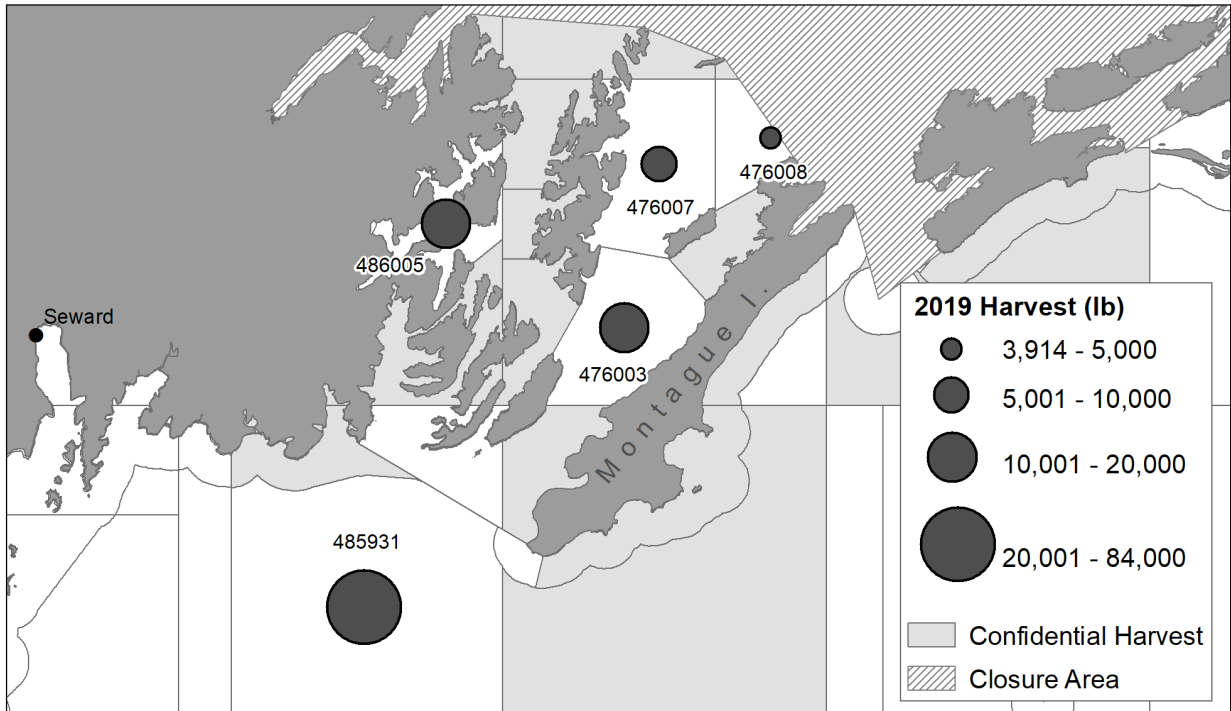 476008
476007
486005
Seward
476003
Montague I.
485931
2019 Harvest (lb)
3,914 - 5,000
5,001 - 10,000
10,001 - 20,000
20,001 - 84,000
Confidential Harvest
Closure Area